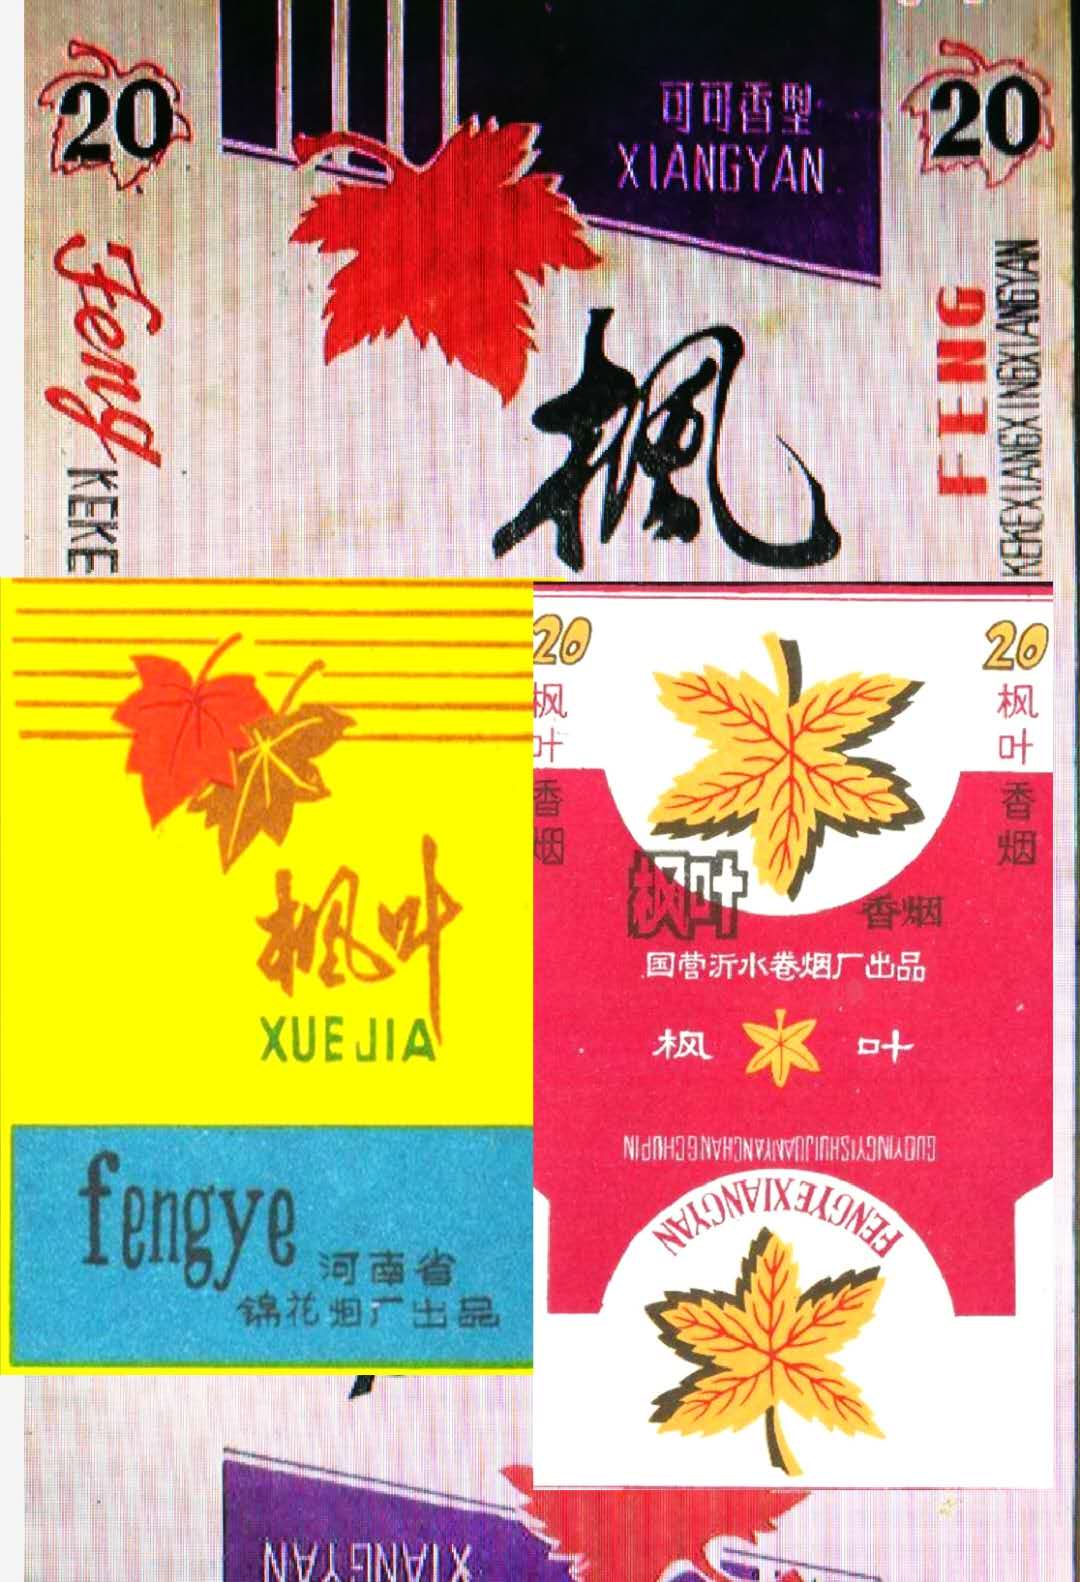 20
20
可可香型
XIANGYAN
Feng
KEKE
FENG
KEKEXIANGXINGXIANGYAN
枫
枫叶
XUEJIA
fengye
河南省
锦花烟厂出品
20
枫叶
香烟
20
枫叶
香烟
枫叶
香烟
国营沂水卷烟厂出品
枫 叶
GUOYINGYISHUIJUANYANCHANGCHUPIN
FENGYEXIANGYAN
XIANGYAN